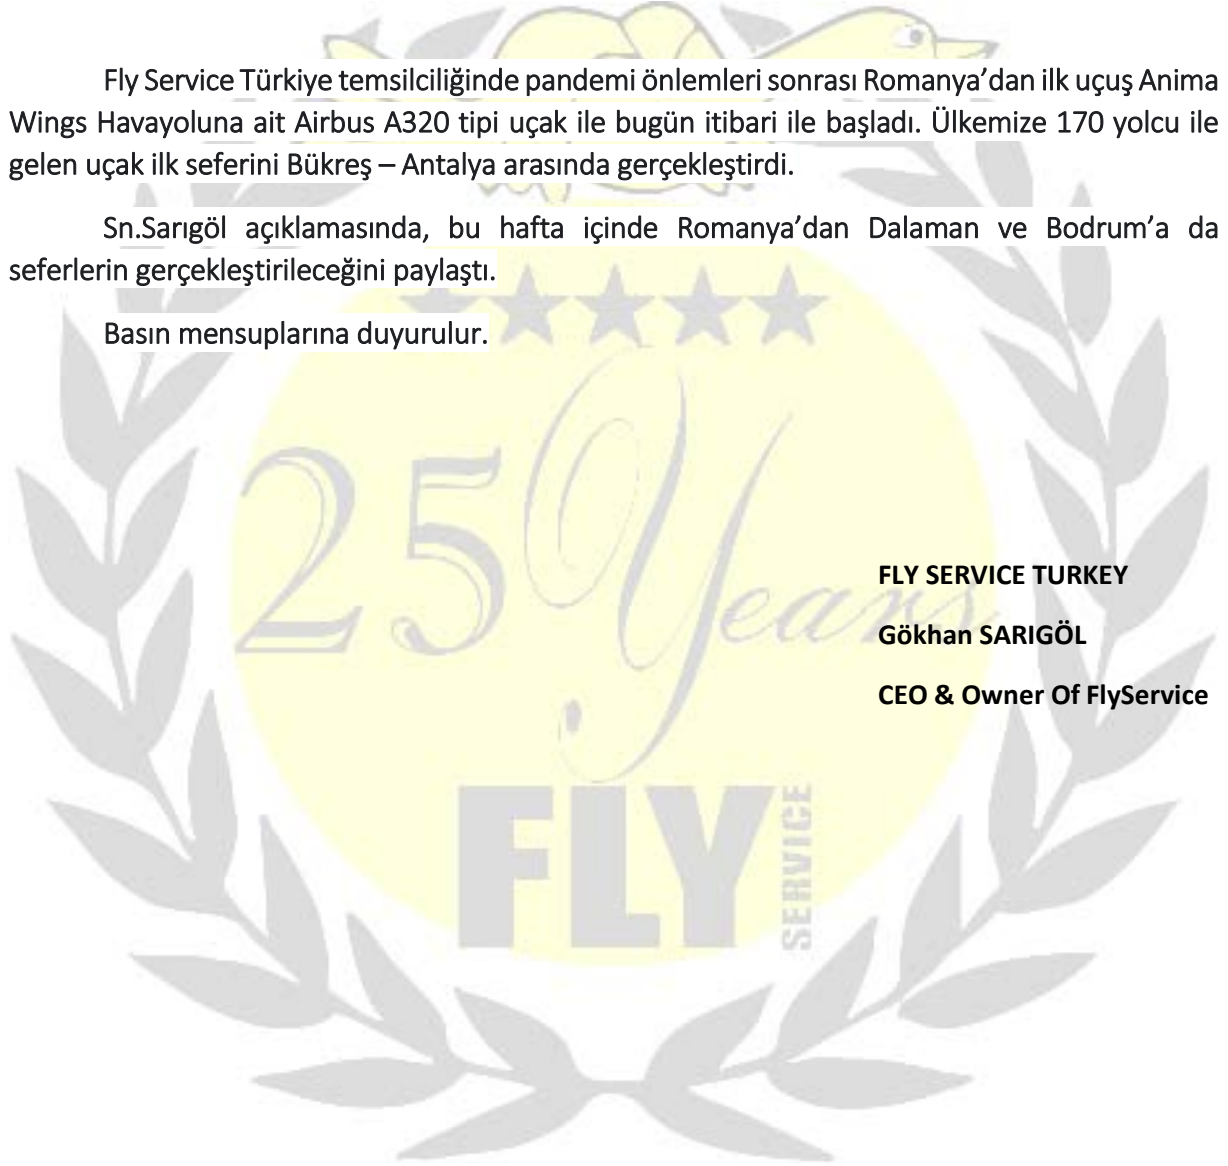 Fly Service Türkiye temsilciliğinde pandemi önlemleri sonrası Romanya’dan ilk uçuş Anima
Wings Havayoluna ait Airbus A320 tipi uçak ile bugün itibari ile başladı. Ülkemize 170 yolcu ile
gelen uçak ilk seferini Bükreş – Antalya arasında gerçekleştirdi.
Sn.Sarıgöl açıklamasında, bu hafta içinde Romanya’dan Dalaman ve Bodrum’a da
seferlerin gerçekleştirileceğini paylaştı.
Basın mensuplarına duyurulur.
25 Years
FLY SERVICE TURKEY
Gökhan SARIGÖL
CEO & Owner Of FlyService
FLY
SERVICE